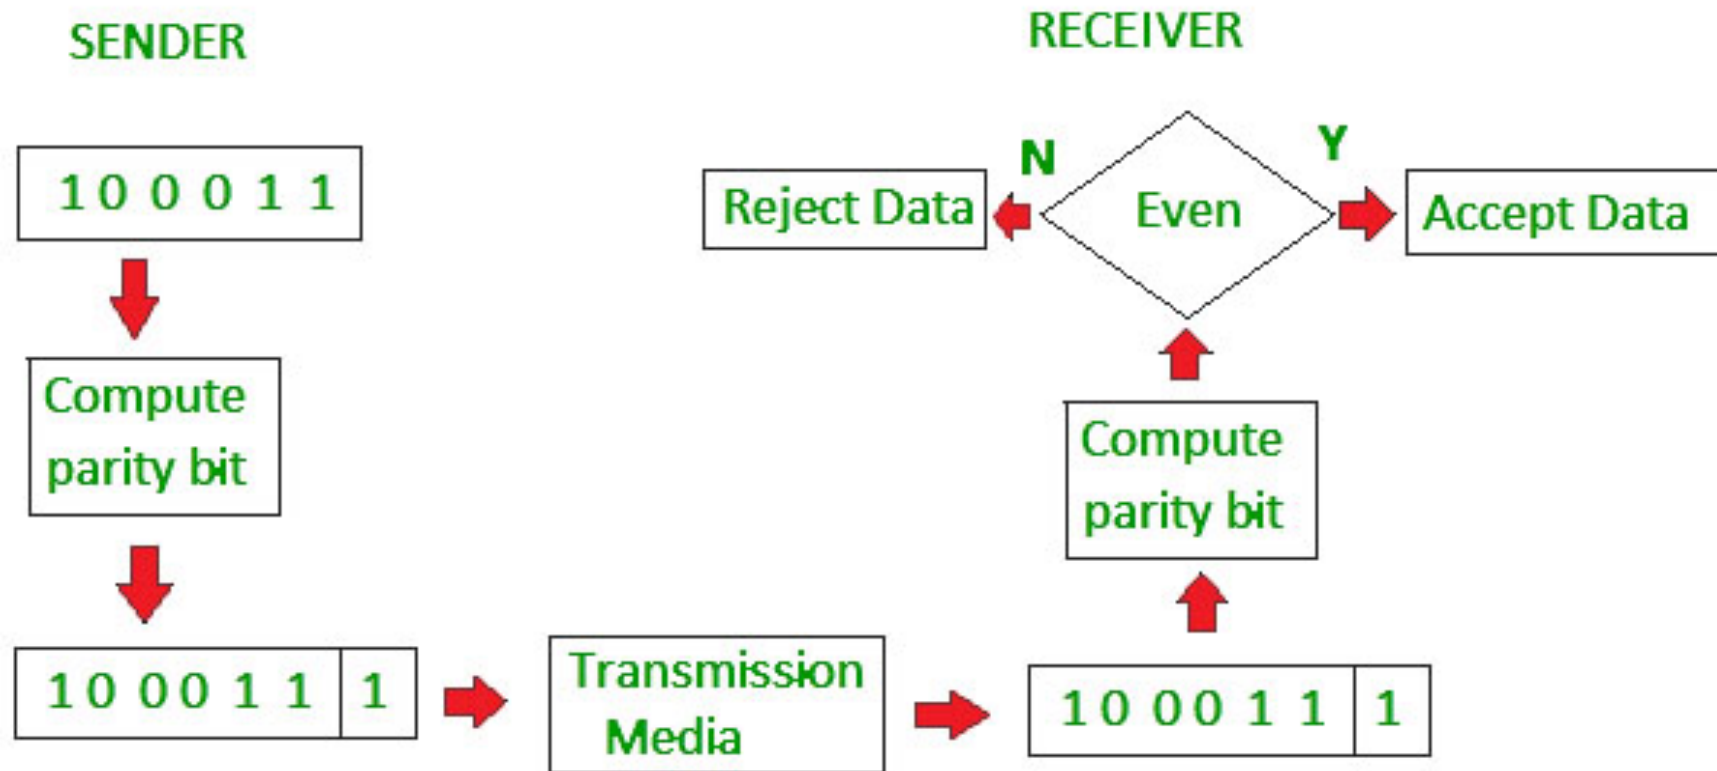 SENDER
1 0 0 0 1 1
Compute
parity bit
1 0 0 0 1 1 1
Transmission
Media
RECEIVER
N
Y
Reject Data
Even
Accept Data
Compute
parity bit
1 0 0 0 1 1 1